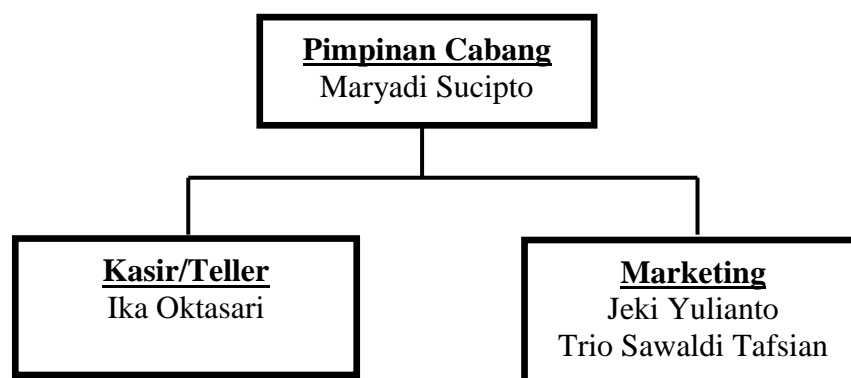 Pimpinan Cabang
Maryadi Sucipto
Kasir/Teller
Ika Oktasari
Marketing
Jeki Yulianto
Trio Sawaldi Tafsian